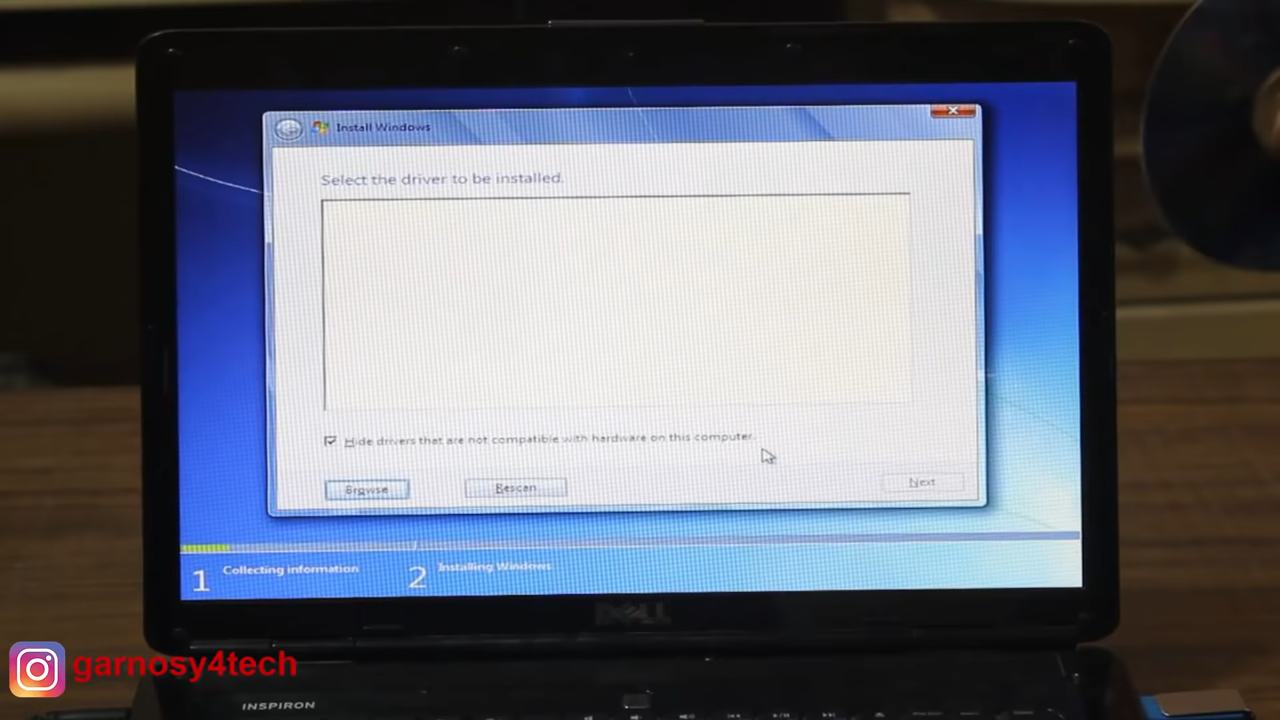 Install Windows
Select the driver to be installed.
Hide drivers that are not compatible with hardware on this computer.
Browse
Rescan
Next
1 Collecting information
2 Installing Windows
DELL
garnosy4tech
INSPIRON